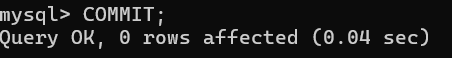 mysql> COMMIT;
Query OK, 0 rows affected (0.04 sec)